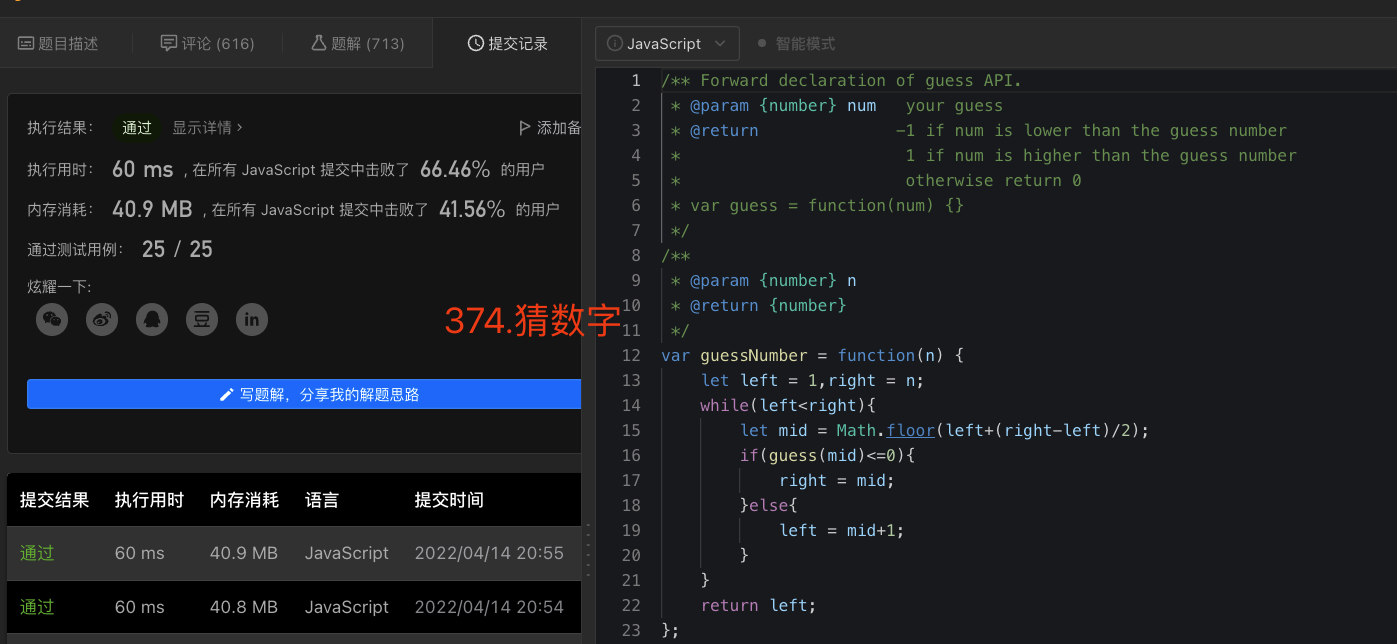 题目描述
评论 (616)
题解 (713)
提交记录
执行结果：
通过
显示详情 >
添加备
执行用时： 60 ms , 在所有 JavaScript 提交中击败了 66.46% 的用户
内存消耗： 40.9 MB , 在所有 JavaScript 提交中击败了 41.56% 的用户
通过测试用例： 25 / 25
炫耀一下:
豆
in
写题解，分享我的解题思路
374.猜数字
提交结果 执行用时 内存消耗 语言 提交时间
通过 60 ms 40.9 MB JavaScript 2022/04/14 20:55
通过 60 ms 40.8 MB JavaScript 2022/04/14 20:54
JavaScript
智能模式
1 /** Forward declaration of guess API.
2 * @param {number} num   your guess
3 * @return               -1 if num is lower than the guess number
4 *                       1 if num is higher than the guess number
5 *                       otherwise return 0
6 * var guess = function(num) {}
7 */
8 /**
9 * @param {number} n
10 * @return {number}
11 */
12 var guessNumber = function(n) {
13     let left = 1,right = n;
14     while(left<right){
15         let mid = Math.floor(left+(right-left)/2);
16         if(guess(mid)<=0){
17             right = mid;
18         }else{
19             left = mid+1;
20         }
21     }
22     return left;
23 };